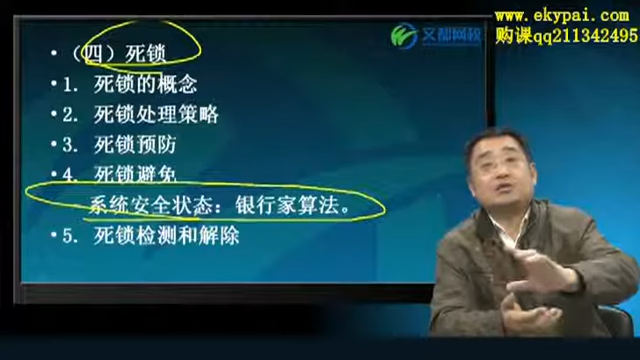 www.ekypai.com
购课qq211342495
文都网校
•（四）死锁
• 1. 死锁的概念
• 2. 死锁处理策略
• 3. 死锁预防
• 4. 死锁避免
系统安全状态：银行家算法。
• 5. 死锁检测和解除